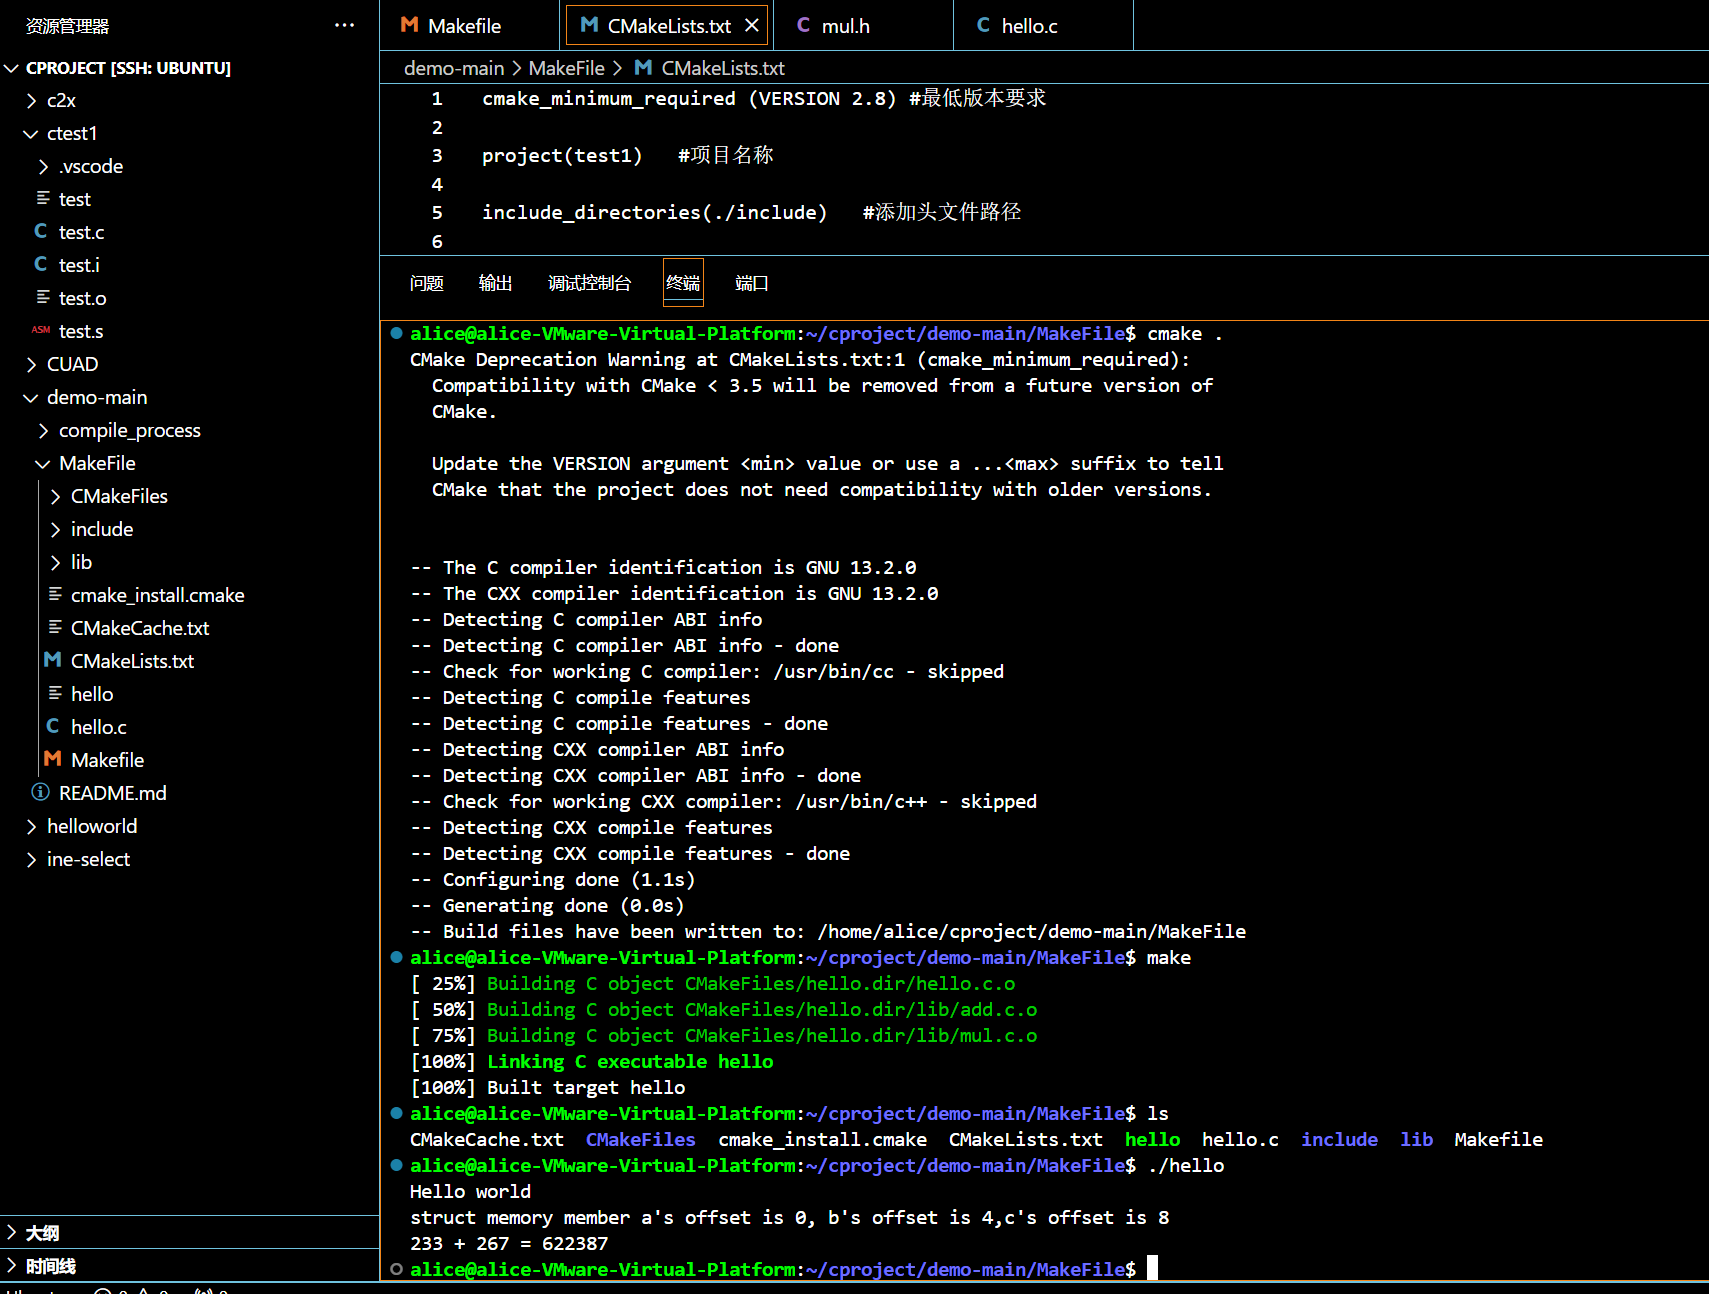 资源管理器 ···
CPROJECT [SSH: UBUNTU]
c2x
ctest1
.vscode
test
C test.c
C test.i
test.o
ASM test.s
CUAD
demo-main
compile_process
MakeFile
CMakeFiles
include
lib
cmake_install.cmake
CMakeCache.txt
M CMakeLists.txt
hello
C hello.c
M Makefile
README.md
helloworld
ine-select
大纲
时间线
M Makefile
M CMakeLists.txt
C mul.h
C hello.c
demo-main > MakeFile > M CMakeLists.txt
1 cmake_minimum_required (VERSION 2.8) #最低版本要求
2
3 project(test1) #项目名称
4
5 include_directories(./include) #添加头文件路径
6
问题 输出 调试控制台 终端 端口
alice@alice-VMware-Virtual-Platform:~/cproject/demo-main/MakeFile$ cmake .
CMake Deprecation Warning at CMakeLists.txt:1 (cmake_minimum_required):
Compatibility with CMake < 3.5 will be removed from a future version of
CMake.
Update the VERSION argument <min> value or use a ...<max> suffix to tell
CMake that the project does not need compatibility with older versions.
-- The C compiler identification is GNU 13.2.0
-- The CXX compiler identification is GNU 13.2.0
-- Detecting C compiler ABI info
-- Detecting C compiler ABI info - done
-- Check for working C compiler: /usr/bin/cc - skipped
-- Detecting C compile features
-- Detecting C compile features - done
-- Detecting CXX compiler ABI info
-- Detecting CXX compiler ABI info - done
-- Check for working CXX compiler: /usr/bin/c++ - skipped
-- Detecting CXX compile features
-- Detecting CXX compile features - done
-- Configuring done (1.1s)
-- Generating done (0.0s)
-- Build files have been written to: /home/alice/cproject/demo-main/MakeFile
alice@alice-VMware-Virtual-Platform:~/cproject/demo-main/MakeFile$ make
[ 25%] Building C object CMakeFiles/hello.dir/hello.c.o
[ 50%] Building C object CMakeFiles/hello.dir/lib/add.c.o
[ 75%] Building C object CMakeFiles/hello.dir/lib/mul.c.o
[100%] Linking C executable hello
[100%] Built target hello
alice@alice-VMware-Virtual-Platform:~/cproject/demo-main/MakeFile$ ls
CMakeCache.txt CMakeFiles cmake_install.cmake CMakeLists.txt hello hello.c include lib Makefile
alice@alice-VMware-Virtual-Platform:~/cproject/demo-main/MakeFile$ ./hello
Hello world
struct memory member a's offset is 0, b's offset is 4,c's offset is 8
233 + 267 = 622387
alice@alice-VMware-Virtual-Platform:~/cproject/demo-main/MakeFile$